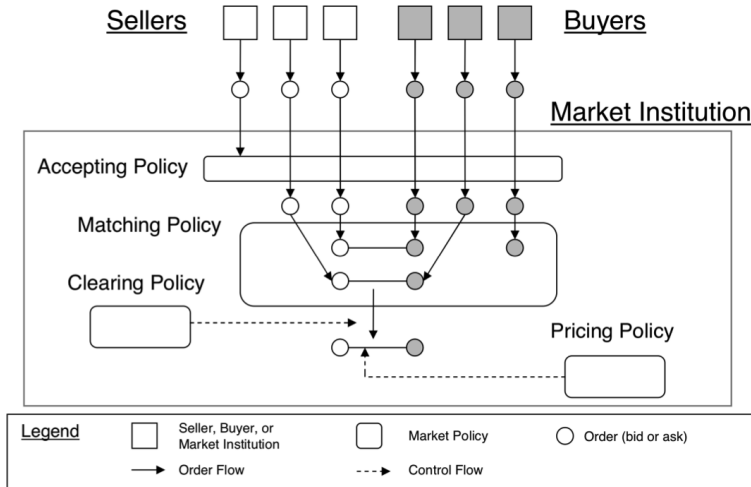 Sellers
Buyers
Market Institution
Accepting Policy
Matching Policy
Clearing Policy
Pricing Policy
Legend
Seller, Buyer, or
Market Institution
Market Policy
Order (bid or ask)
Order Flow
Control Flow